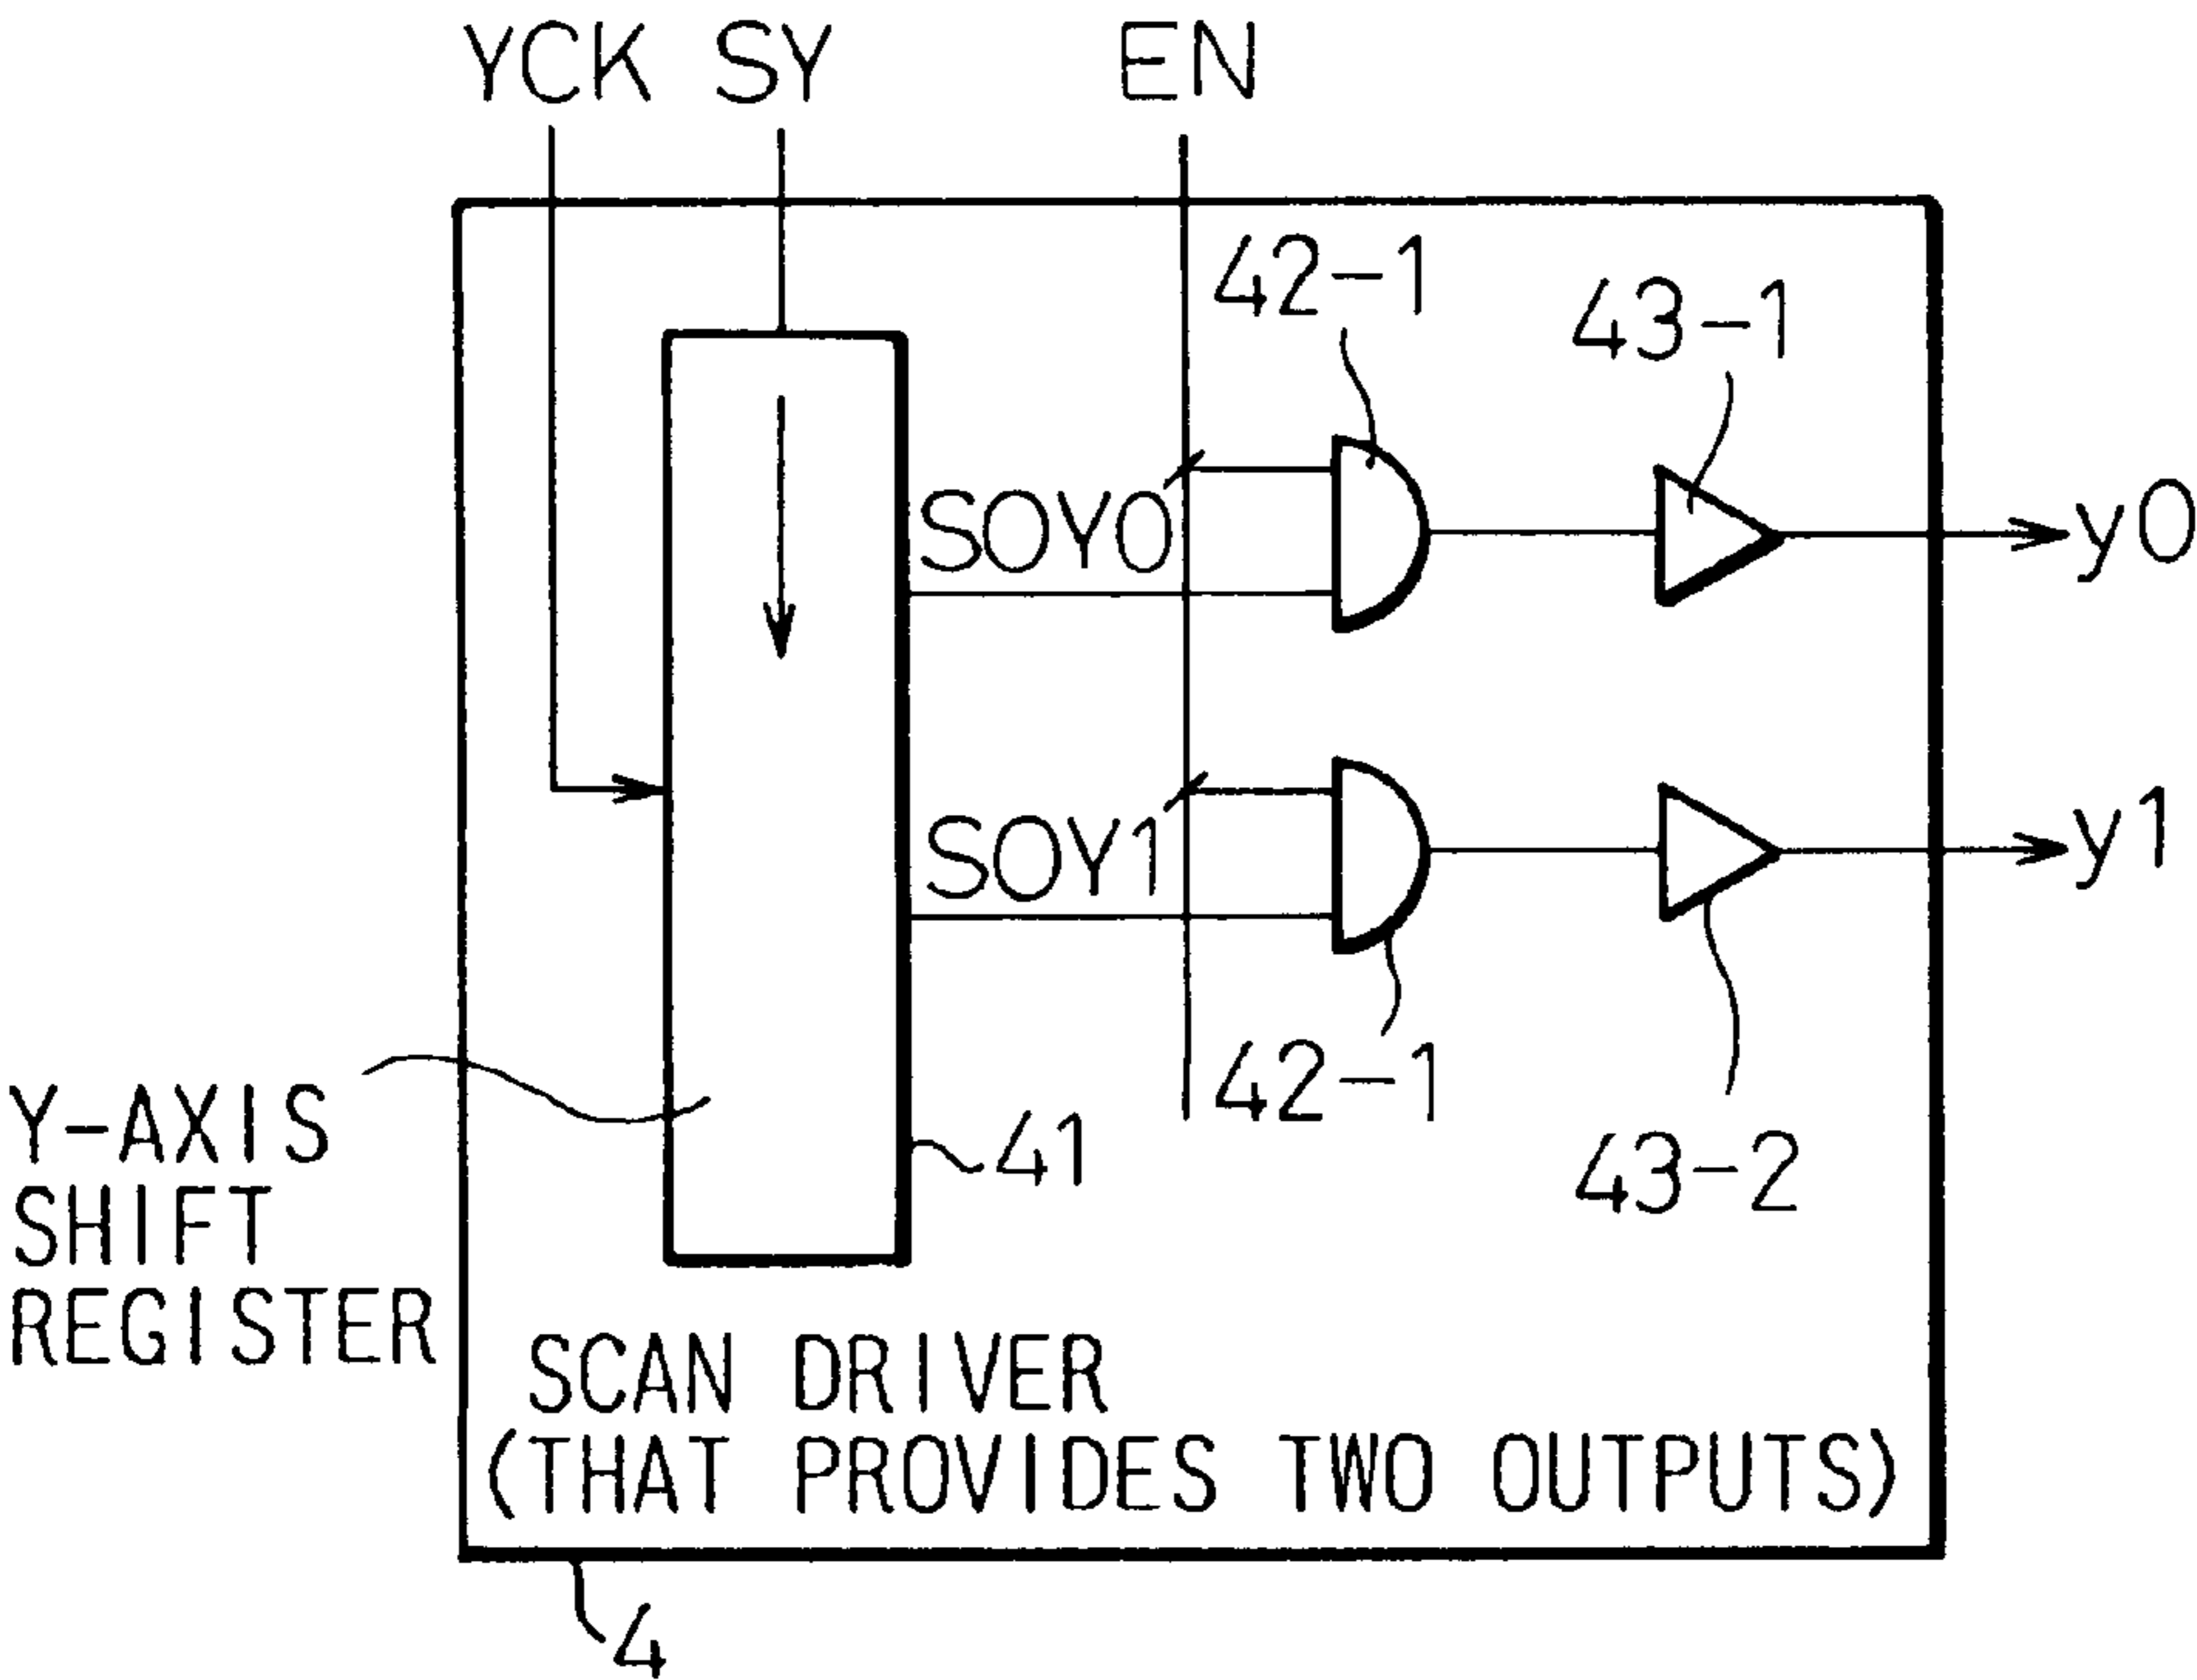 YCK SY EN
42-1
43-1
SOY0
y0
SOY1
y1
42-1
43-2
41
Y-AXIS
SHIFT
REGISTER
SCAN DRIVER
(THAT PROVIDES TWO OUTPUTS)
4